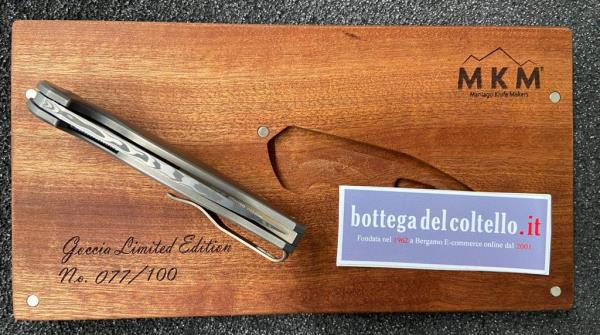 MKM
Maniago Knife Makers
bottega del coltello.it
Fondata nel 1962 a Bergamo E-commerce online dal 2001
Goccia Limited Edition
No. 077/100